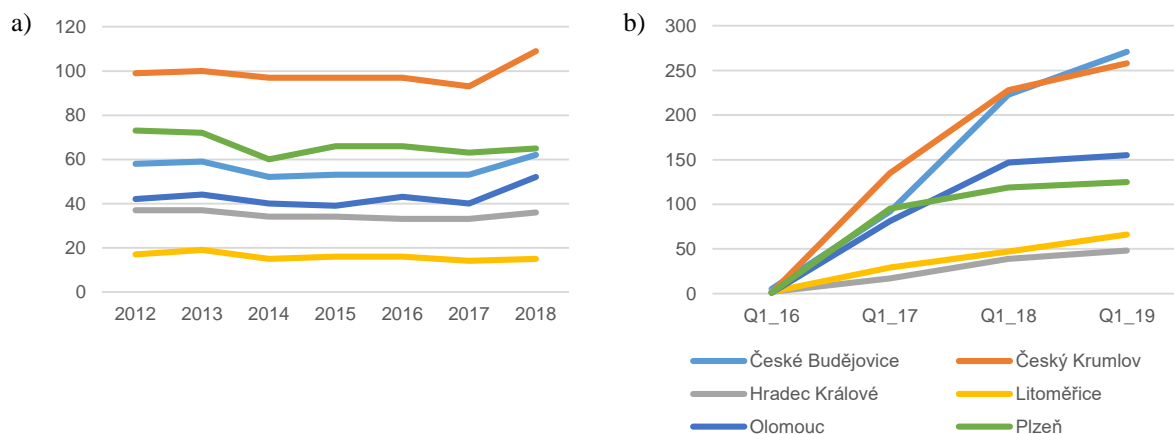 a)
120
100
80
60
40
20
0
2012 2013 2014 2015 2016 2017 2018
b)
300
250
200
150
100
50
0
Q1_16 Q1_17 Q1_18 Q1_19
České Budějovice Český Krumlov
Hradec Králové Litoměřice
Olomouc Plzeň